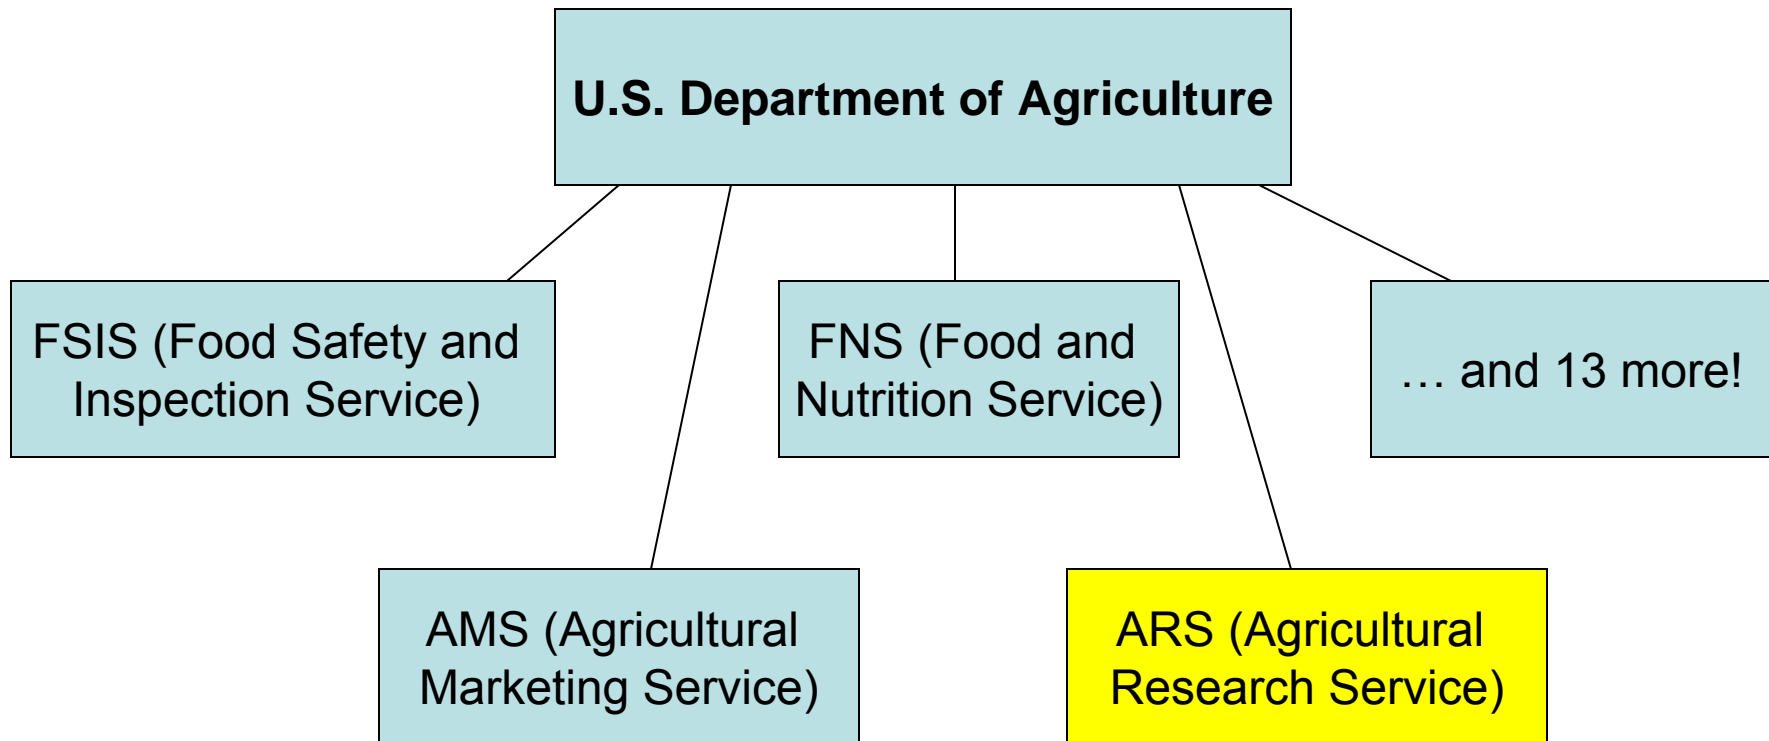 U.S. Department of Agriculture
FSIS (Food Safety and
Inspection Service)
FNS (Food and
Nutrition Service)
… and 13 more!
AMS (Agricultural
Marketing Service)
ARS (Agricultural
Research Service)